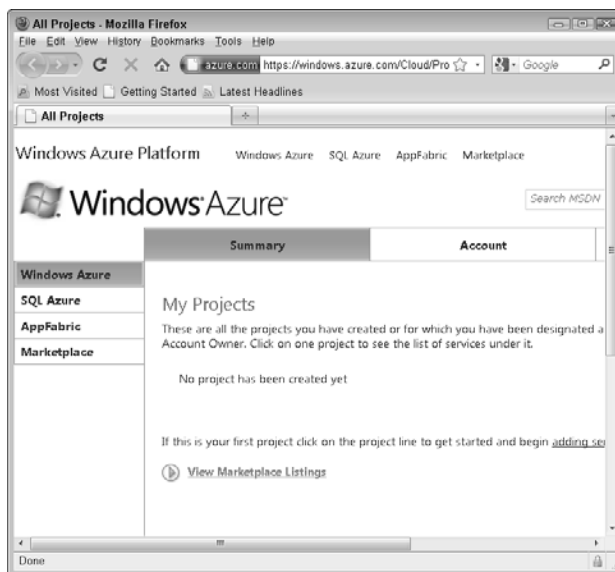 All Projects - Mozilla Firefox
File Edit View History Bookmarks Tools Help
azure.com https://windows.azure.com/Cloud/Pro Google
Most Visited Getting Started Latest Headlines
All Projects
Windows Azure Platform Windows Azure SQL Azure AppFabric Marketplace
Windows Azure Search MSDN
Summary Account
Windows Azure
SQL Azure
AppFabric
Marketplace
My Projects
These are all the projects you have created or for which you have been designated a
Account Owner. Click on one project to see the list of services under it.
No project has been created yet
If this is your first project click on the project line to get started and begin adding se
View Marketplace Listings
Done